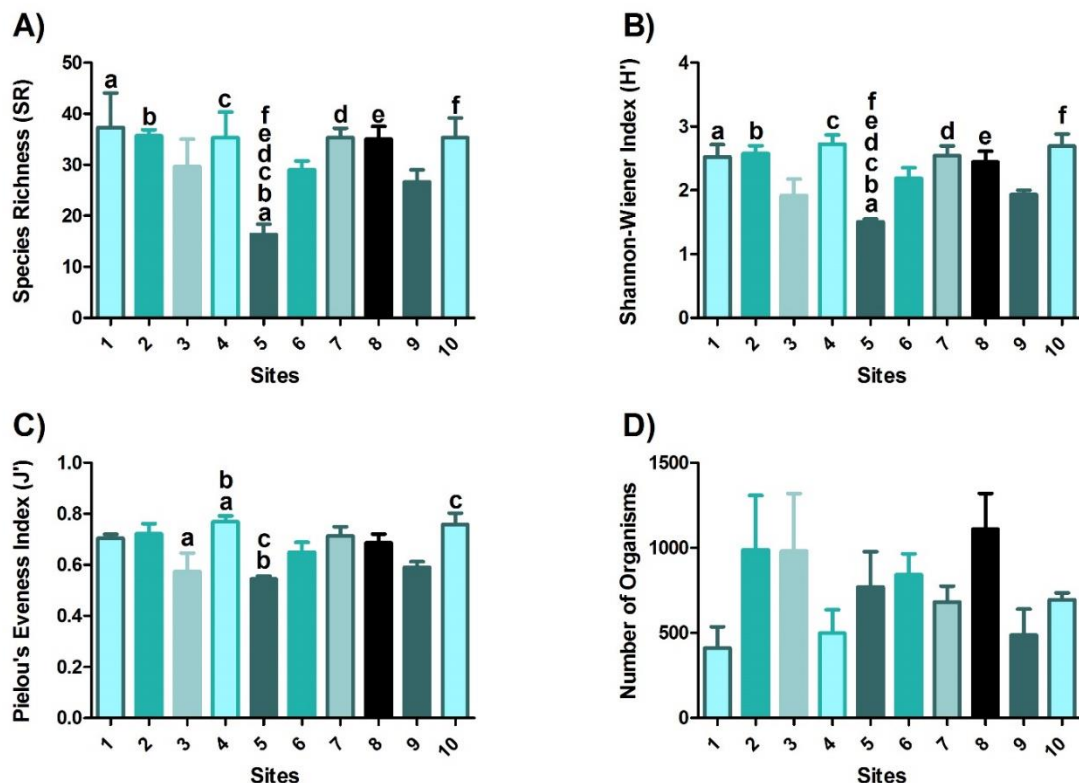 A)
Species Richness (SR)
50
40
30
20
10
0
a
b
c
f
e
d
c
b
a
d
e
f
1 2 3 4 5 6 7 8 9 10
Sites
B)
Shannon-Wiener Index (H')
4
3
2
1
0
a
b
c
f
e
d
c
b
a
d
e
f
1 2 3 4 5 6 7 8 9 10
Sites
C)
Pielou's Eveness Index (J')
1.0
0.8
0.6
0.4
0.2
0.0
a
b
a
c
b
c
1 2 3 4 5 6 7 8 9 10
Sites
D)
Number of Organisms
1500
1000
500
0
1 2 3 4 5 6 7 8 9 10
Sites